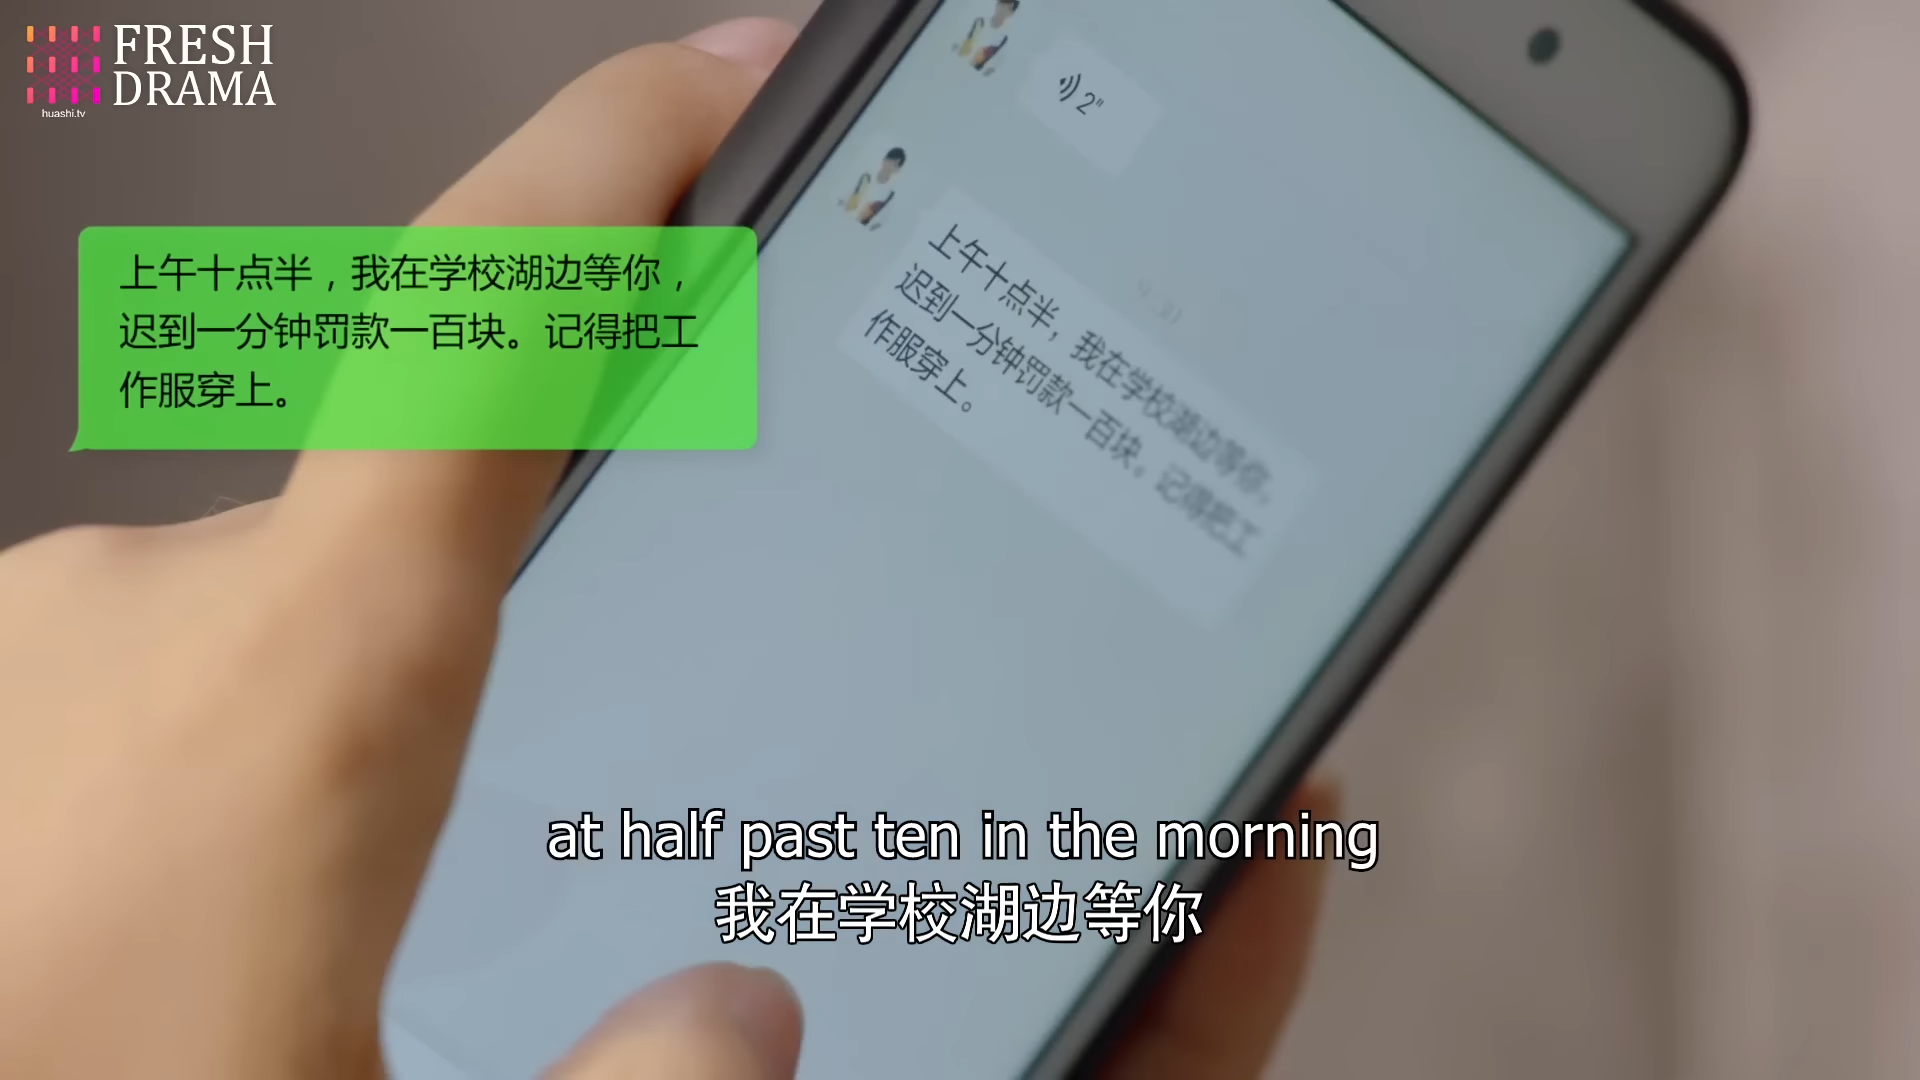 FRESH
DRAMA
huashi.tv
2"
上午十点半，我在学校湖边等你，
迟到一分钟罚款一百块。记得把工
作服穿上。
9:30
上午十点半，我在学校湖边等你，
迟到一分钟罚款一百块。记得把工
作服穿上。
at half past ten in the morning
我在学校湖边等你